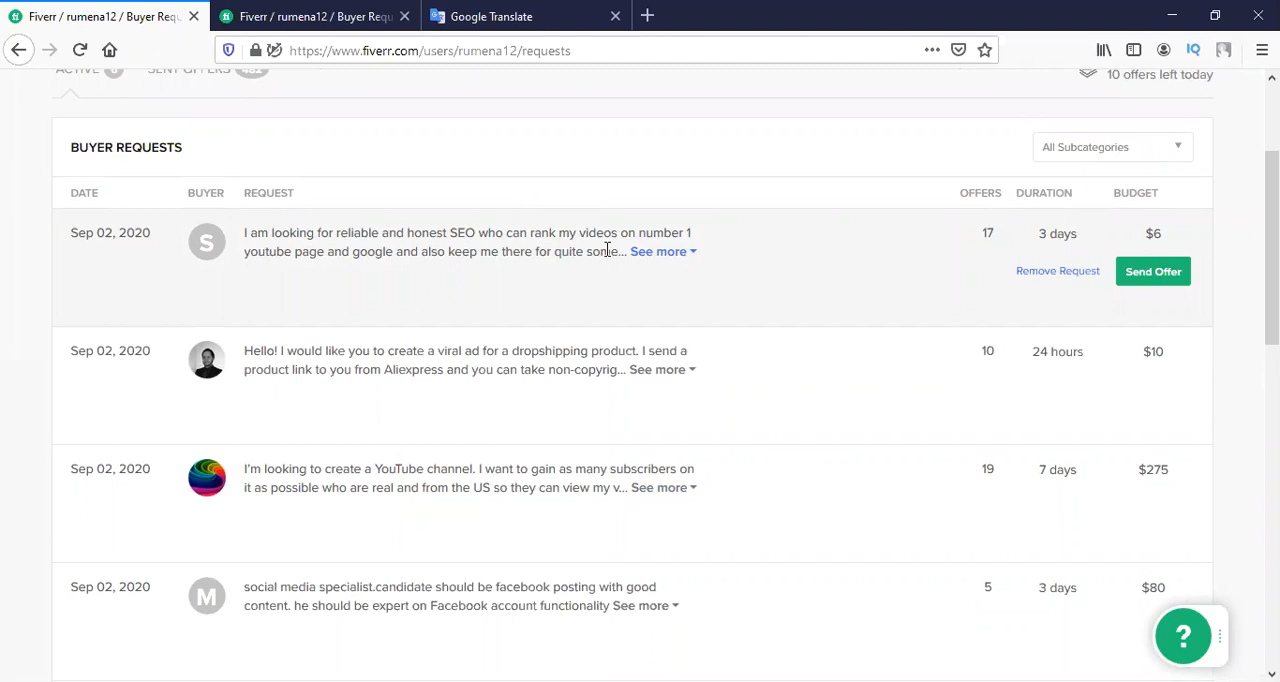 Fiverr / rumena12 / Buyer Requ
Fiverr / rumena12 / Buyer Requ
Google Translate
https://www.fiverr.com/users/rumena12/requests
IQ
ACTIVE 6 SENT OFFERS 482
10 offers left today
BUYER REQUESTS
All Subcategories
DATE BUYER REQUEST OFFERS DURATION BUDGET
Sep 02, 2020 S I am looking for reliable and honest SEO who can rank my videos on number 1 17 3 days $6
youtube page and google and also keep me there for quite some... See more
Remove Request Send Offer
Sep 02, 2020 Hello! I would like you to create a viral ad for a dropshipping product. I send a 10 24 hours $10
product link to you from Aliexpress and you can take non-copyrig... See more
Sep 02, 2020 I'm looking to create a YouTube channel. I want to gain as many subscribers on 19 7 days $275
it as possible who are real and from the US so they can view my v... See more
Sep 02, 2020 M social media specialist.candidate should be facebook posting with good 5 3 days $80
content. he should be expert on Facebook account functionality See more
?